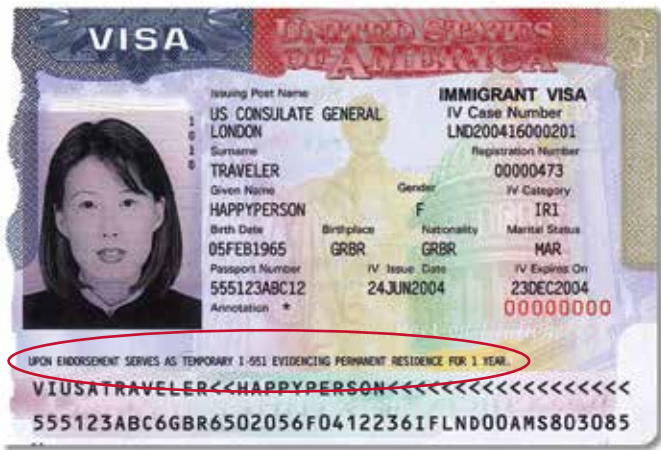 VISA UNITED STATES OF AMERICA
Issuing Post Name IMMIGRANT VISA
US CONSULATE GENERAL IV Case Number
LONDON LND200416000201
Surname Registration Number
TRAVELER 00000473
Given Name Gender IV Category
HAPPYPERSON F IR1
Birth Date Birthplace Nationality Marital Status
05FEB1965 GRBR GRBR MAR
Passport Number IV Issue Date IV Expires On
555123ABC12 24JUN2004 23DEC2004
Annotation * 00000000
1010
UPON ENDORSEMENT SERVES AS TEMPORARY I-551 EVIDENCING PERMANENT RESIDENCE FOR 1 YEAR.
VIUSATRAVELER<<HAPPYPERSON<<<<<<<<<<<<<<<<<<
555123ABC6GBR6502056F0412236IFLND00AMS803085